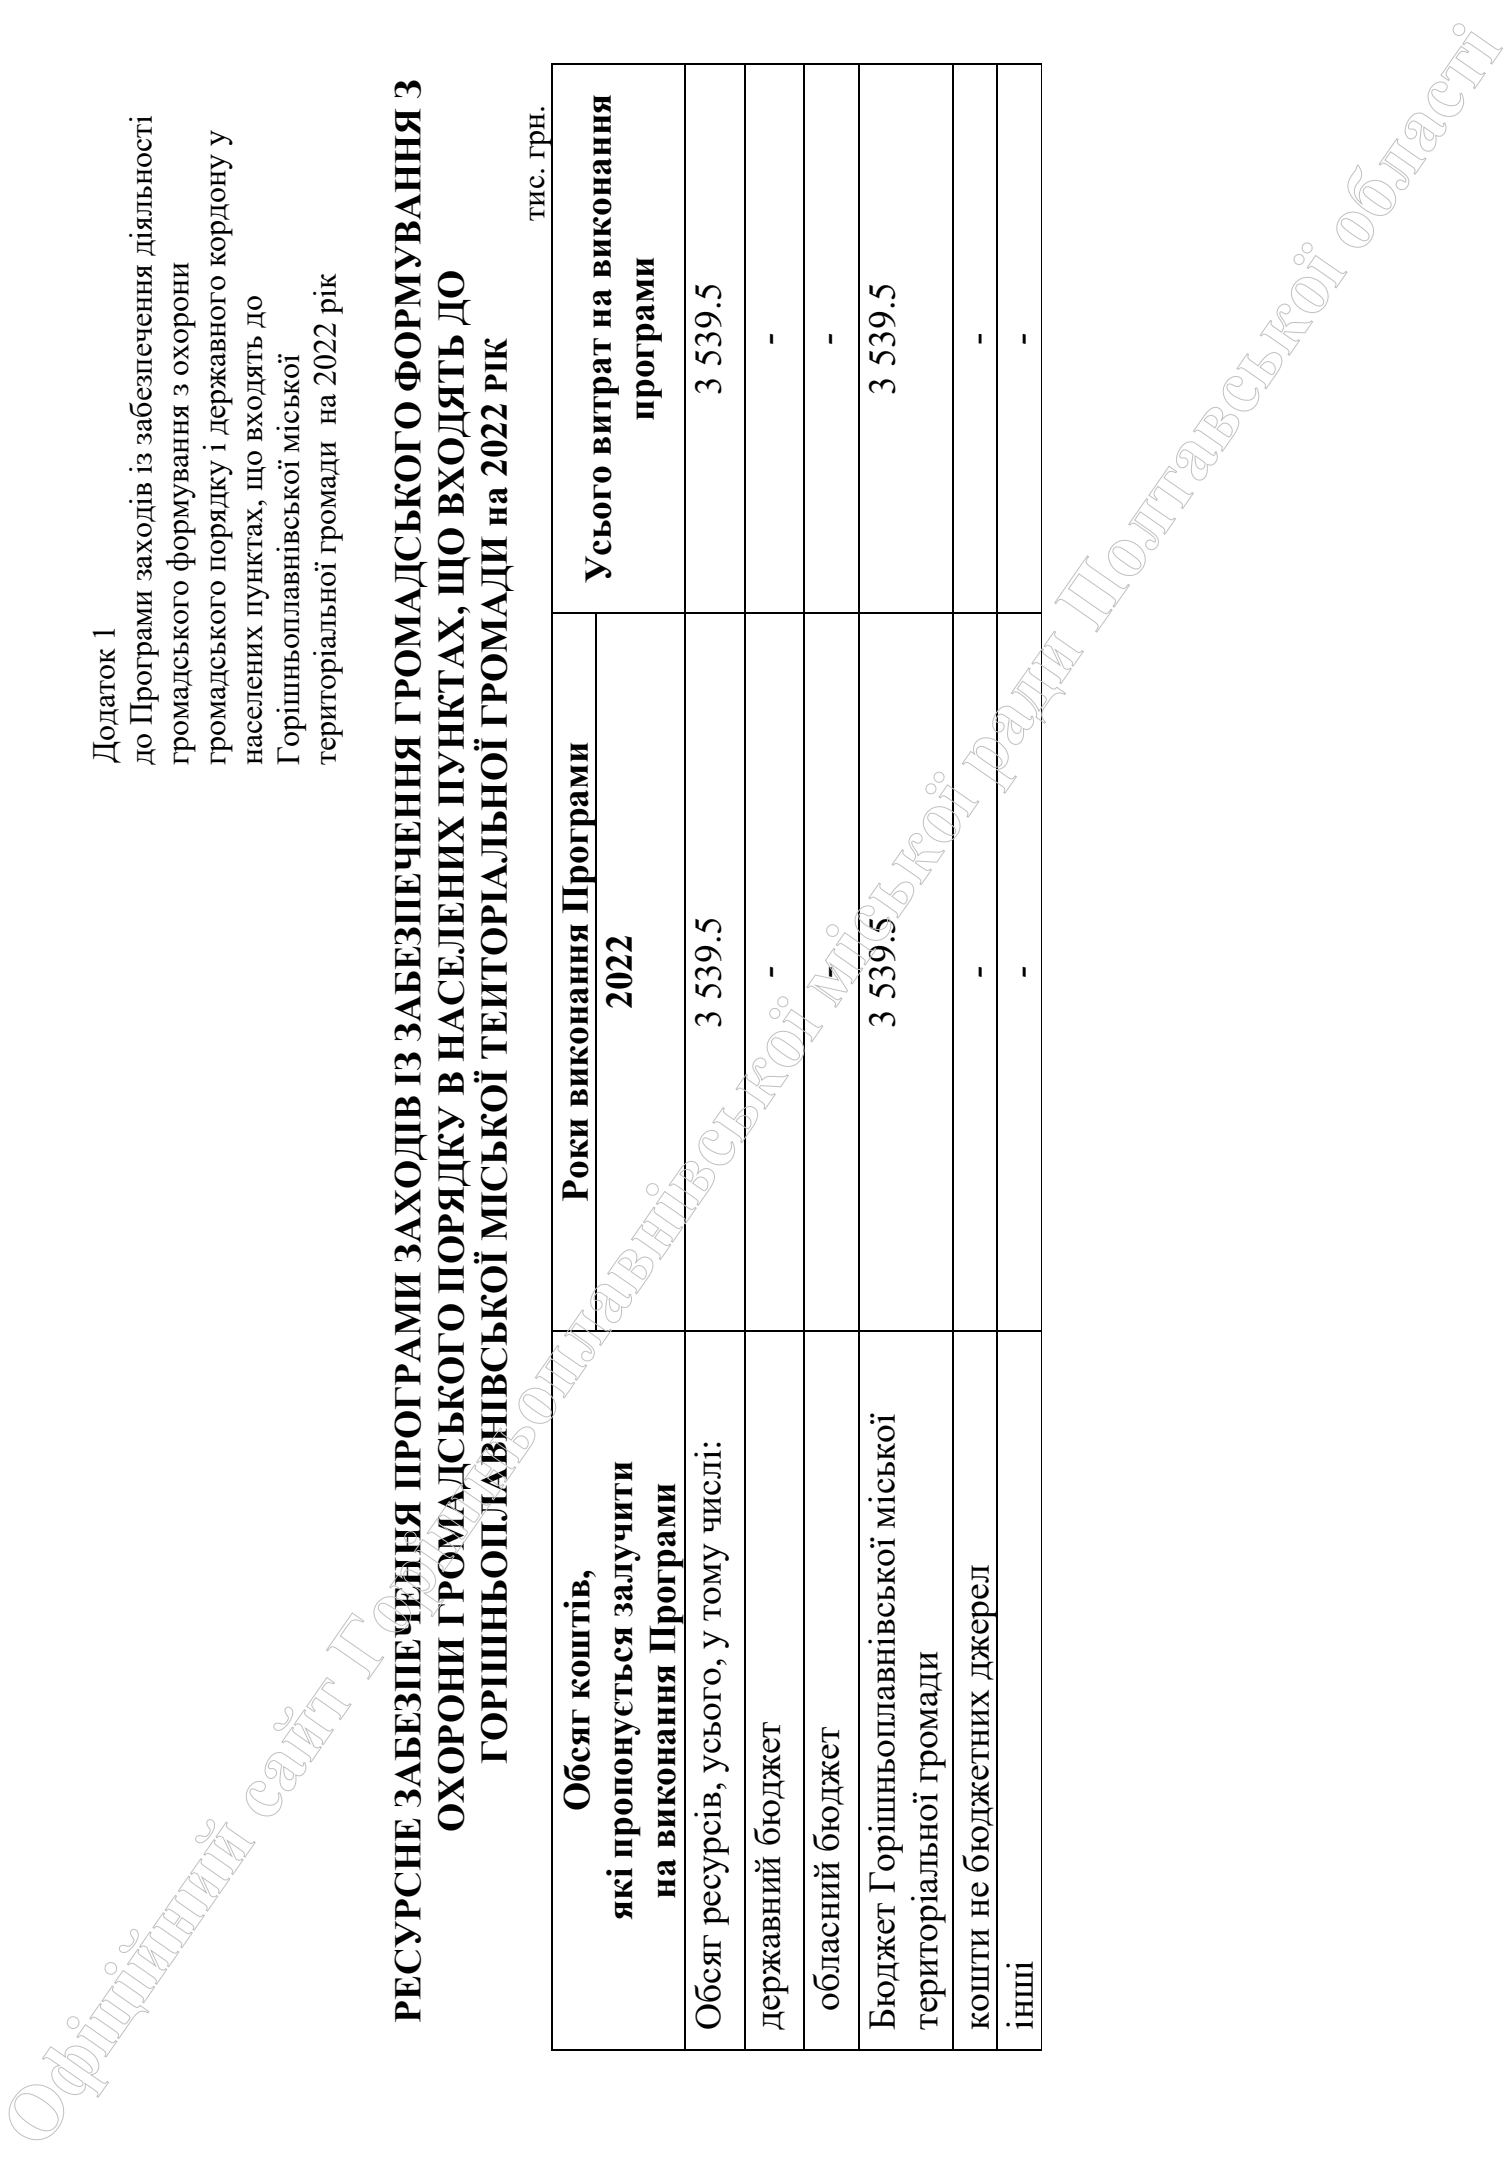 Додаток 1
до Програми заходів із забезпечення діяльності
громадського формування з охорони
громадського порядку і державного кордону у
населених пунктах, що входять до
Горішньоплавнівської міської
територіальної громади на 2022 рік
РЕСУРСНЕ ЗАБЕЗПЕЧЕННЯ ПРОГРАМИ ЗАХОДІВ ІЗ ЗАБЕЗПЕЧЕННЯ ГРОМАДСЬКОГО ФОРМУВАННЯ З
ОХОРОНИ ГРОМАДСЬКОГО ПОРЯДКУ В НАСЕЛЕНИХ ПУНКТАХ, ЩО ВХОДЯТЬ ДО
ГОРІШНЬОПЛАВНІВСЬКОЇ МІСЬКОЇ ТЕИТОРІАЛЬНОЇ ГРОМАДИ на 2022 РІК
тис. грн.
Обсяг коштів,
які пропонується залучити
на виконання Програми
Роки виконання Програми
2022
Усього витрат на виконання
програми
Обсяг ресурсів, усього, у тому числі: 3 539.5 3 539.5
державний бюджет - -
обласний бюджет - -
Бюджет Горішньоплавнівської міської
територіальної громади
3 539.5 3 539.5
кошти не бюджетних джерел - -
інші - -
Офіційний сайт Горішньоплавнівської міської ради Полтавської області